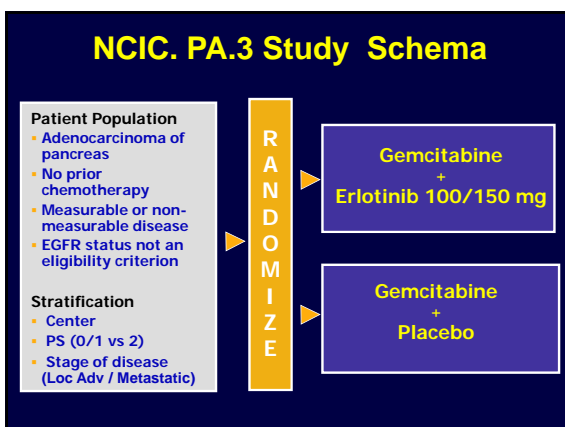 NCIC. PA.3 Study Schema
Patient Population
▪ Adenocarcinoma of
pancreas
▪ No prior
chemotherapy
▪ Measurable or non-
measurable disease
▪ EGFR status not an
eligibility criterion
Stratification
▪ Center
▪ PS (0/1 vs 2)
▪ Stage of disease
(Loc Adv / Metastatic)
R
A
N
D
O
M
I
Z
E
Gemcitabine
+
Erlotinib 100/150 mg
Gemcitabine
+
Placebo